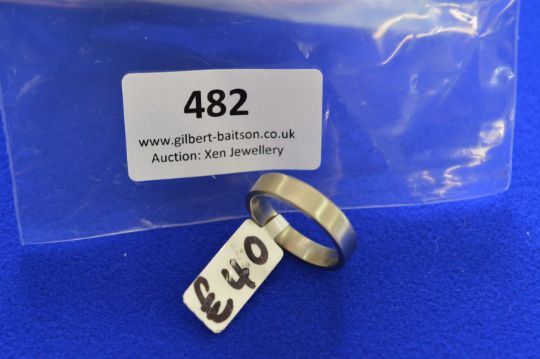 482
www.gilbert-baitson.co.uk
Auction: Xen Jewellery
£40